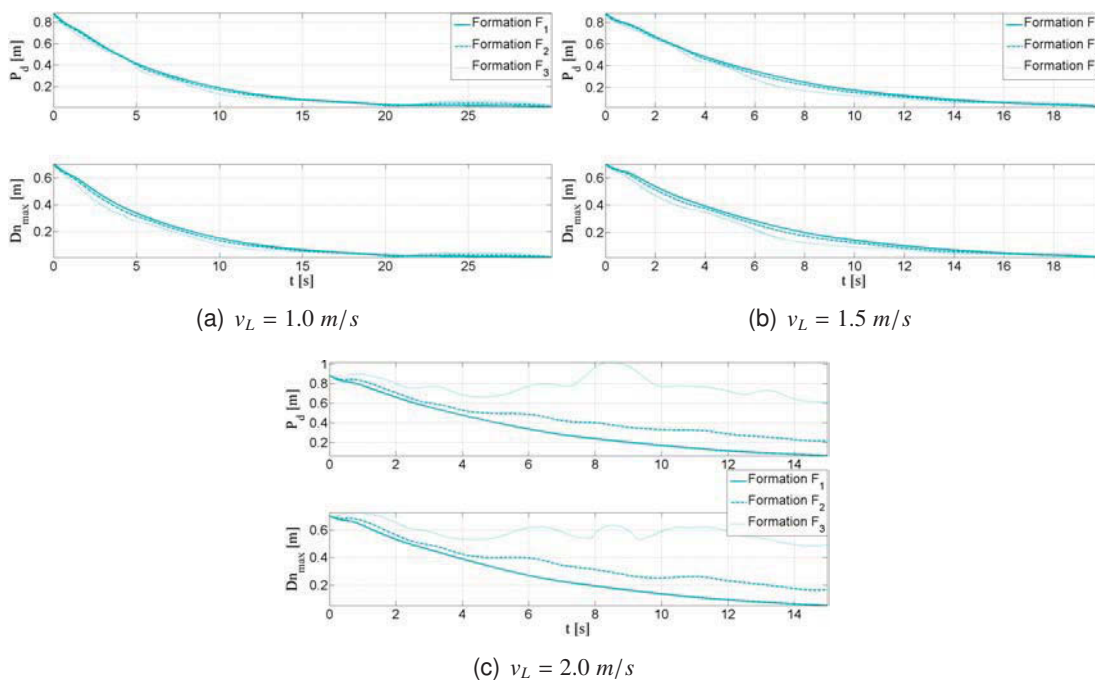 0.8
0.6
0.4
0.2
P_d [m]
Formation F_1
Formation F_2
Formation F_3
0 5 10 15 20 25
0.6
0.4
0.2
Dn_max [m]
0 5 10 15 20 25
t [s]
(a) v_L = 1.0 m/s
0.8
0.6
0.4
0.2
P_d [m]
Formation F
Formation F
Formation F
0 2 4 6 8 10 12 14 16 18
0.6
0.4
0.2
Dn_max [m]
0 2 4 6 8 10 12 14 16 18
t [s]
(b) v_L = 1.5 m/s
1
0.8
0.6
0.4
0.2
P_d [m]
0 2 4 6 8 10 12 14
Formation F_1
Formation F_2
Formation F_3
0.6
0.4
0.2
Dn_max [m]
0 2 4 6 8 10 12 14
t [s]
(c) v_L = 2.0 m/s